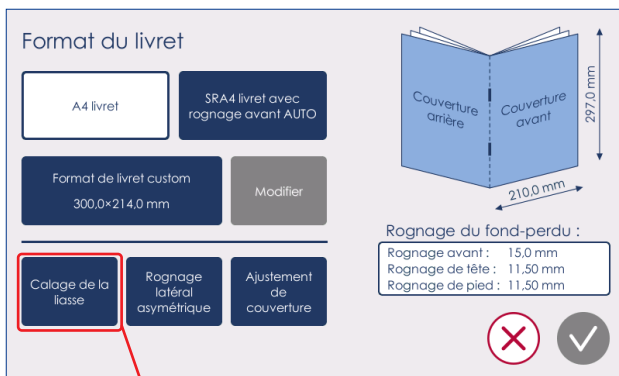 Format du livret
A4 livret
SRA4 livret avec
rognage avant AUTO
Format de livret custom
300,0×214,0 mm
Modifier
Calage de la
liasse
Rognage
latéral
asymétrique
Ajustement
de
couverture
Couverture
arrière
Couverture
avant
297,0 mm
210,0 mm
Rognage du fond-perdu :
Rognage avant : 15,0 mm
Rognage de tête : 11,50 mm
Rognage de pied : 11,50 mm